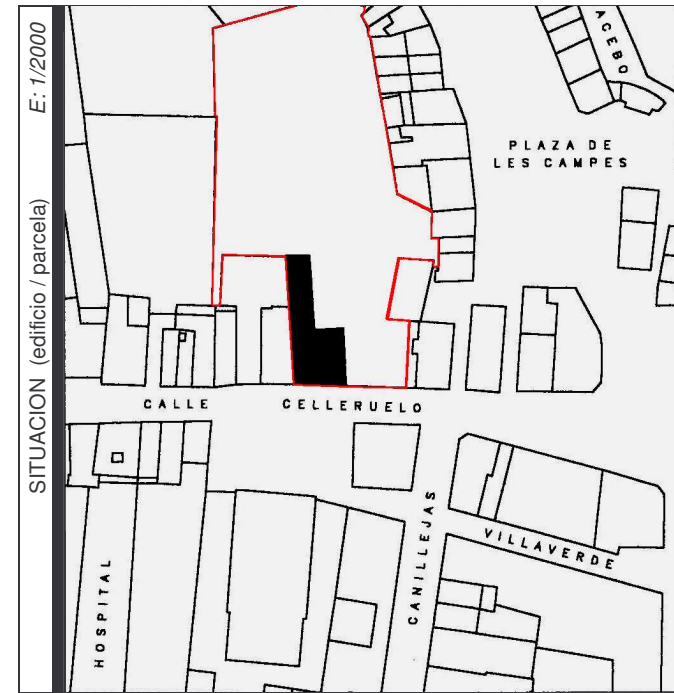 SITUACION (edificio / parcela) E: 1/2000
ACEBO
PLAZA DE
LES CAMPES
CALLE CELLERUELO
CANILLEJAS
VILLAVERDE
HOSPITAL